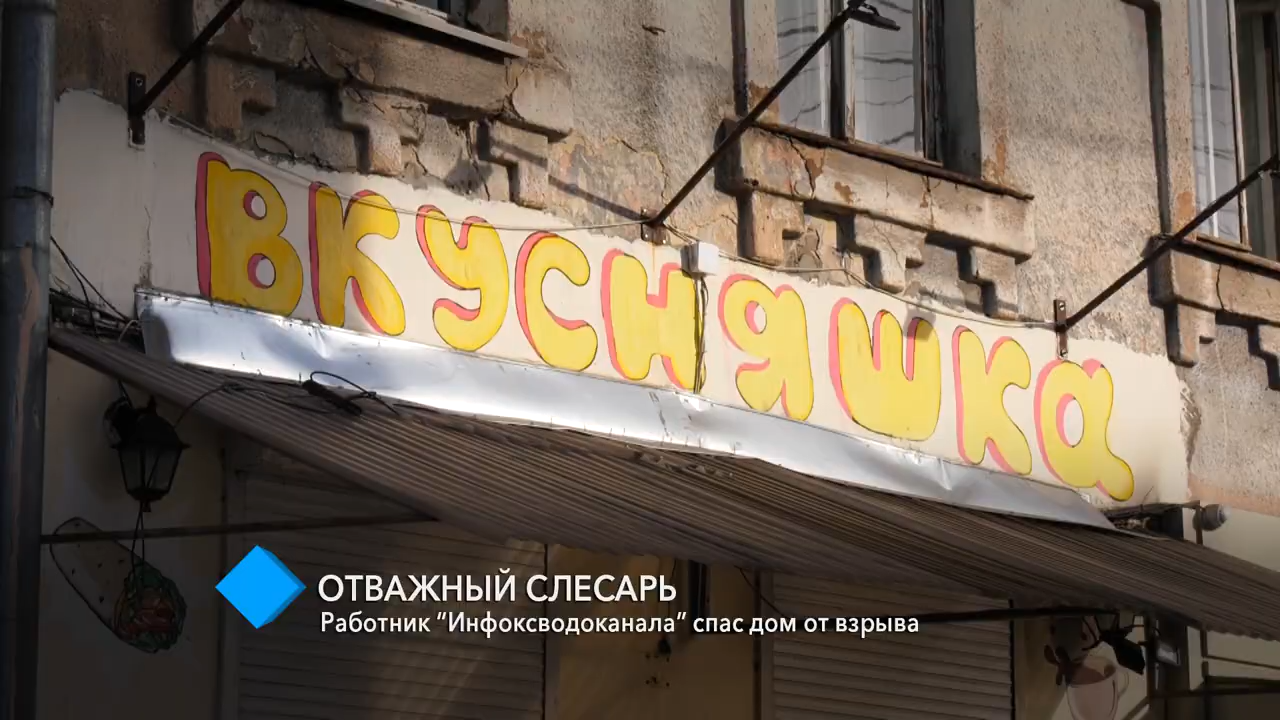 Вкусняшка
ОТВАЖНЫЙ СЛЕСАРЬ
Работник “Инфоксводоканала” спас дом от взрыва